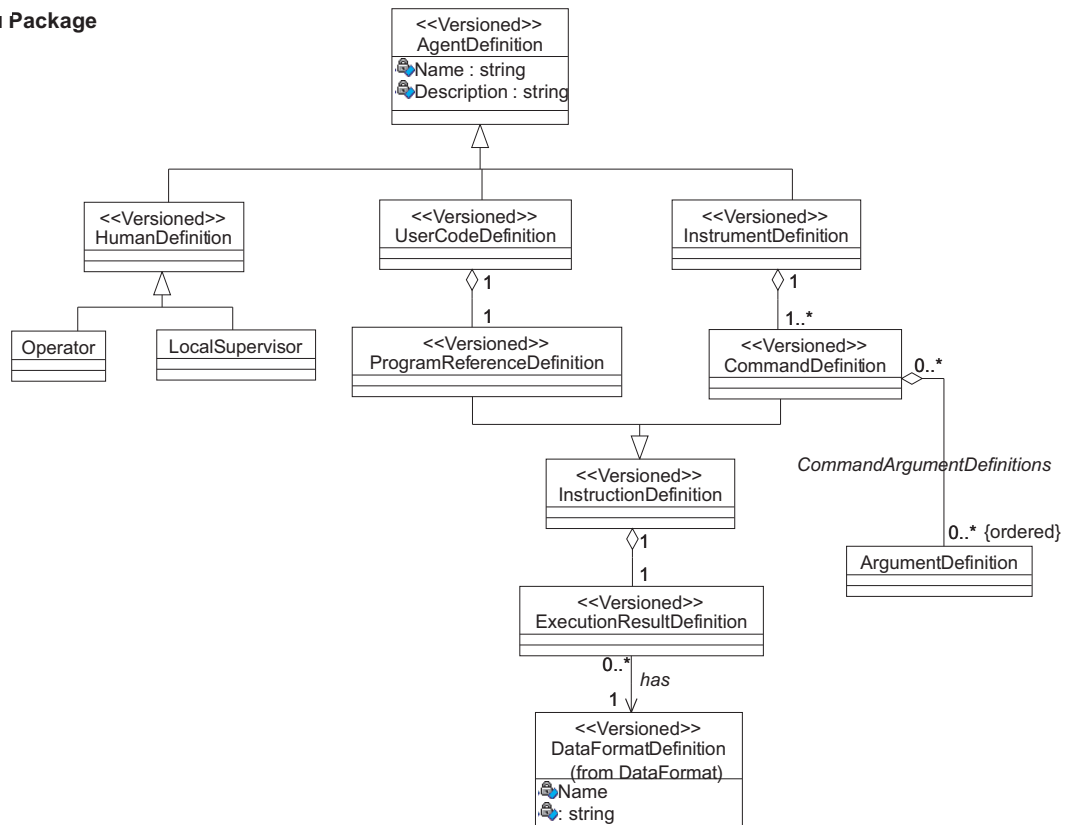 Package
<<Versioned>>
AgentDefinition
Name : string
Description : string
<<Versioned>>
HumanDefinition
<<Versioned>>
UserCodeDefinition
<<Versioned>>
InstrumentDefinition
1
1
1
1..*
Operator
LocalSupervisor
<<Versioned>>
ProgramReferenceDefinition
<<Versioned>>
CommandDefinition
0..*
CommandArgumentDefinitions
<<Versioned>>
InstructionDefinition
0..* {ordered}
ArgumentDefinition
1
1
<<Versioned>>
ExecutionResultDefinition
0..*
has
1
<<Versioned>>
DataFormatDefinition
(from DataFormat)
Name
: string